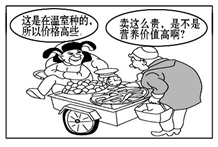 这是在温室种的，
所以价格高些。
卖这么贵，是不是
营养价值高啊？